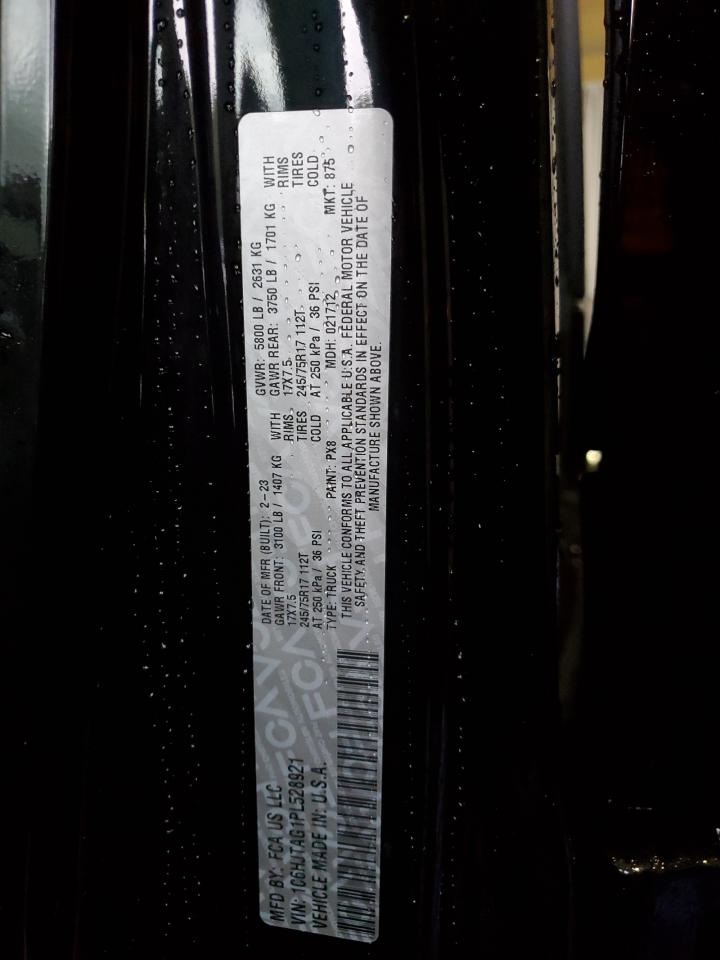 MFD BY: FCA US LLC
VIN: 1C6HJTAG1PL528921
VEHICLE MADE IN: U.S.A.
DATE OF MFR (BUILT): 2-23 GVWR: 5800 LB / 2631 KG
GAWR FRONT: 3100 LB / 1407 KG WITH GAWR REAR: 3750 LB / 1701 KG WITH
17X7.5 RIMS 17X7.5 RIMS
245/75R17 112T TIRES 245/75R17 112T TIRES
AT 250 kPa / 36 PSI COLD AT 250 kPa / 36 PSI COLD
TYPE: TRUCK PAINT: PX8 MDH: 021712 MKT: 875
THIS VEHICLE CONFORMS TO ALL APPLICABLE U.S.A. FEDERAL MOTOR VEHICLE
SAFETY AND THEFT PREVENTION STANDARDS IN EFFECT ON THE DATE OF
MANUFACTURE SHOWN ABOVE.